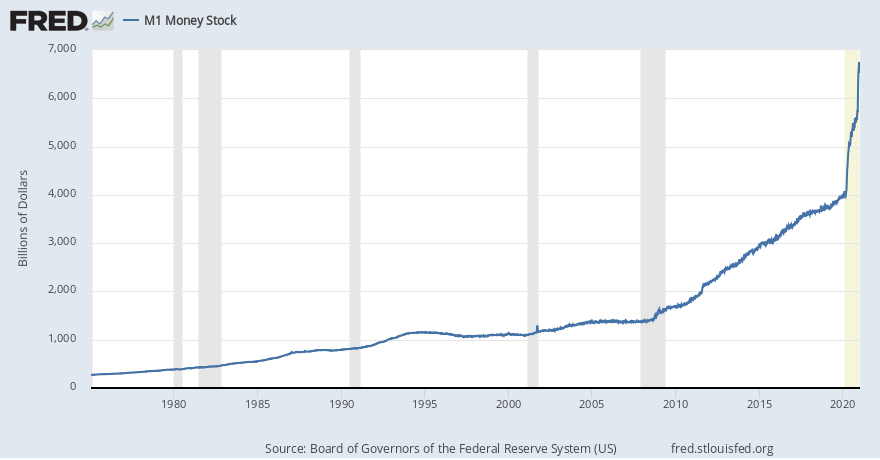 FRED M1 Money Stock
7,000
6,000
5,000
4,000
3,000
2,000
1,000
0
Billions of Dollars
1980 1985 1990 1995 2000 2005 2010 2015 2020
Source: Board of Governors of the Federal Reserve System (US) fred.stlouisfed.org